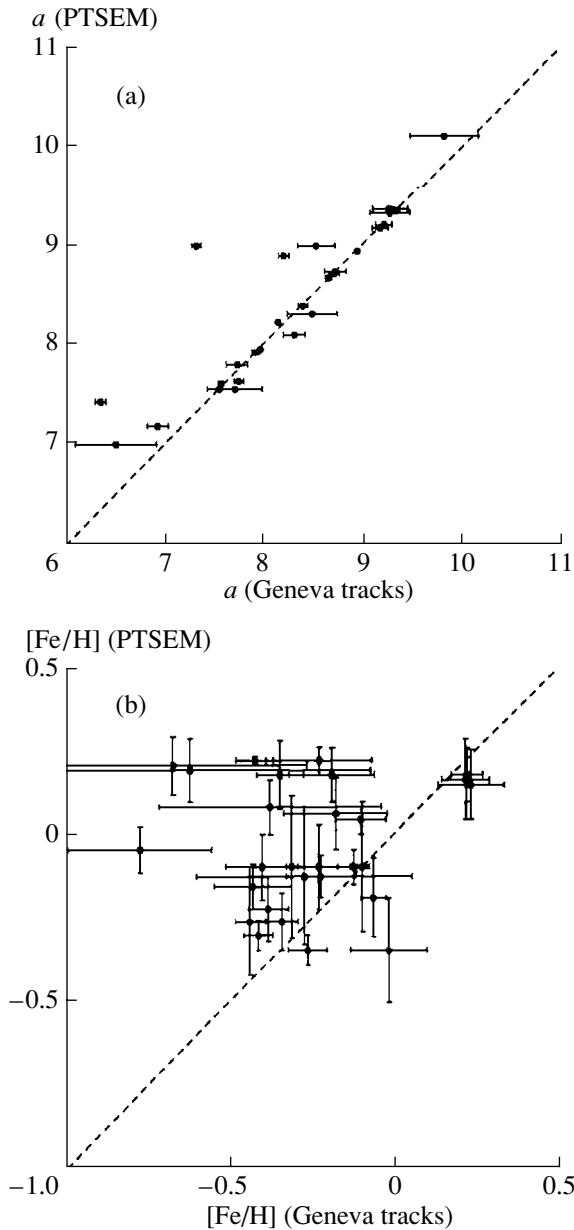 a (PTSEM)
11
(a)
10
9
8
7
6 7 8 9 10 11
a (Geneva tracks)
[Fe/H] (PTSEM)
0.5
(b)
0
−0.5
−1.0 −0.5 0 0.5
[Fe/H] (Geneva tracks)